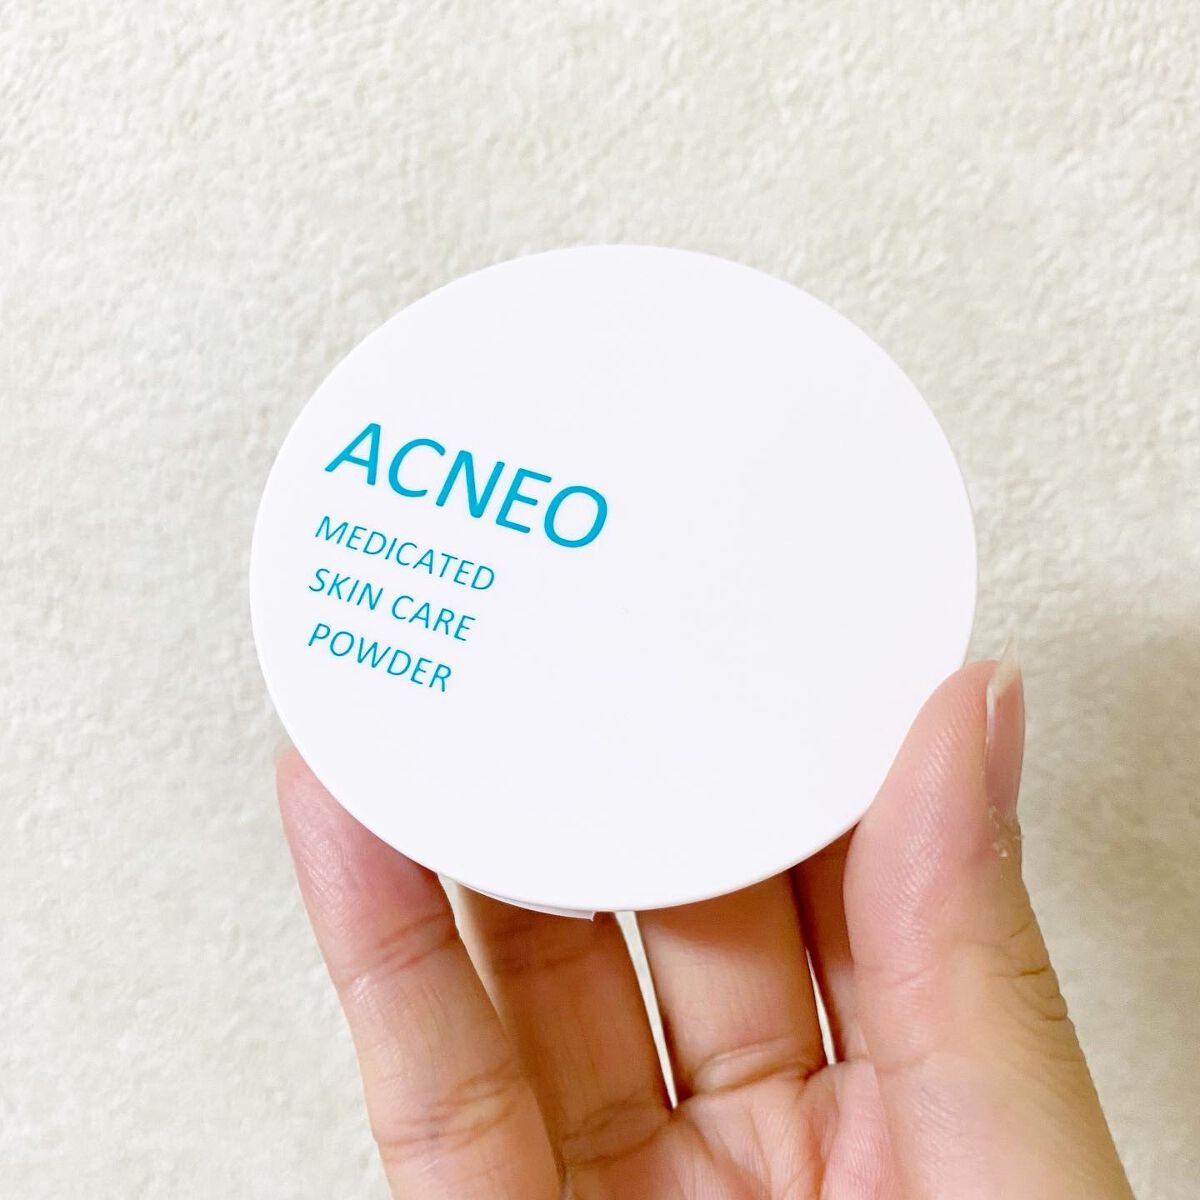 ACNEO
MEDICATED
SKIN CARE
POWDER